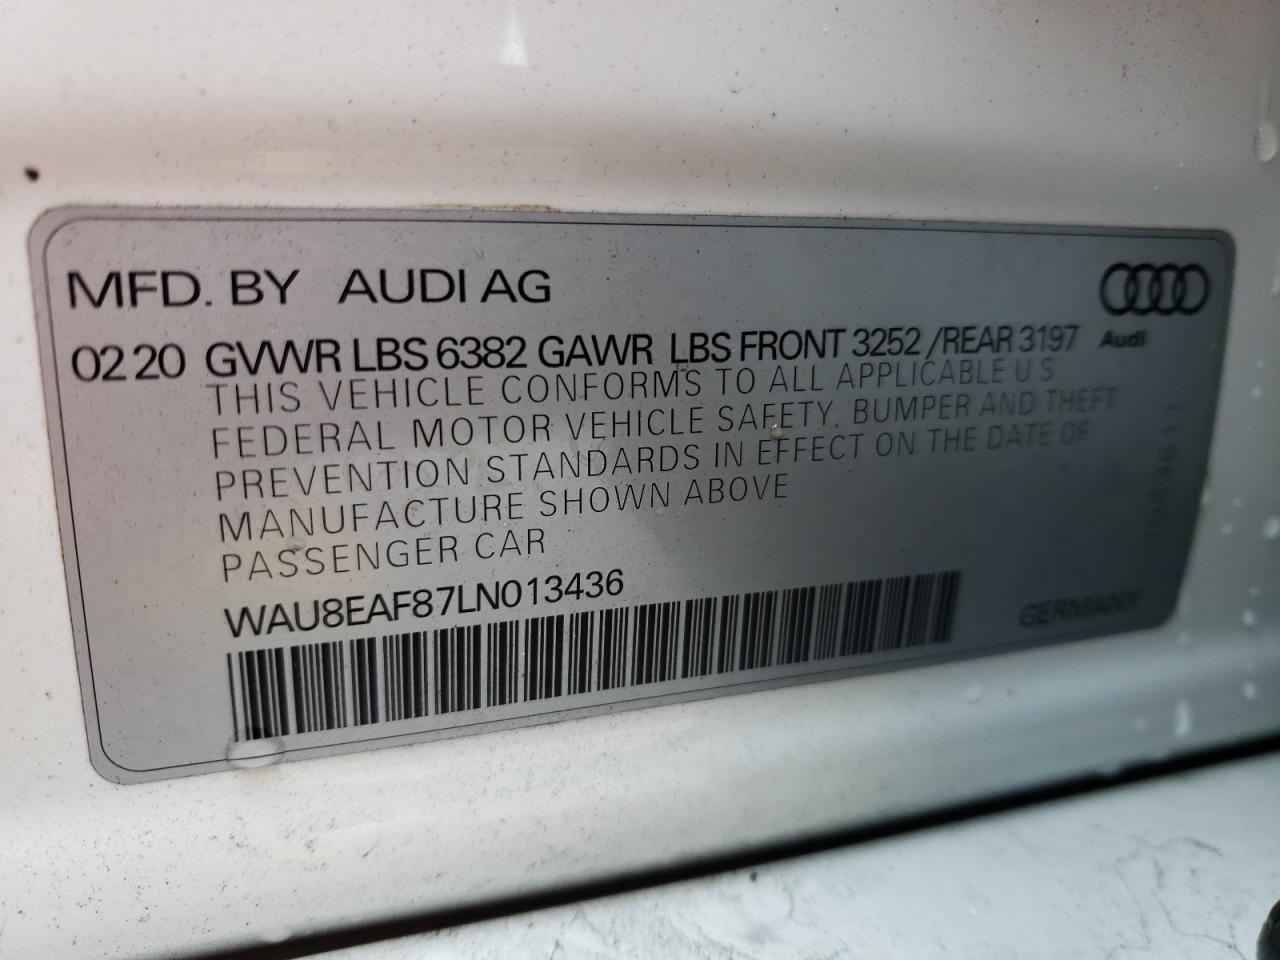 MFD. BY AUDI AG
Audi
02 20 GVWR LBS 6382 GAWR LBS FRONT 3252 /REAR 3197
THIS VEHICLE CONFORMS TO ALL APPLICABLE U S
FEDERAL MOTOR VEHICLE SAFETY, BUMPER AND THEFT
PREVENTION STANDARDS IN EFFECT ON THE DATE OF
MANUFACTURE SHOWN ABOVE
PASSENGER CAR
WAU8EAF87LN013436
GERMANY